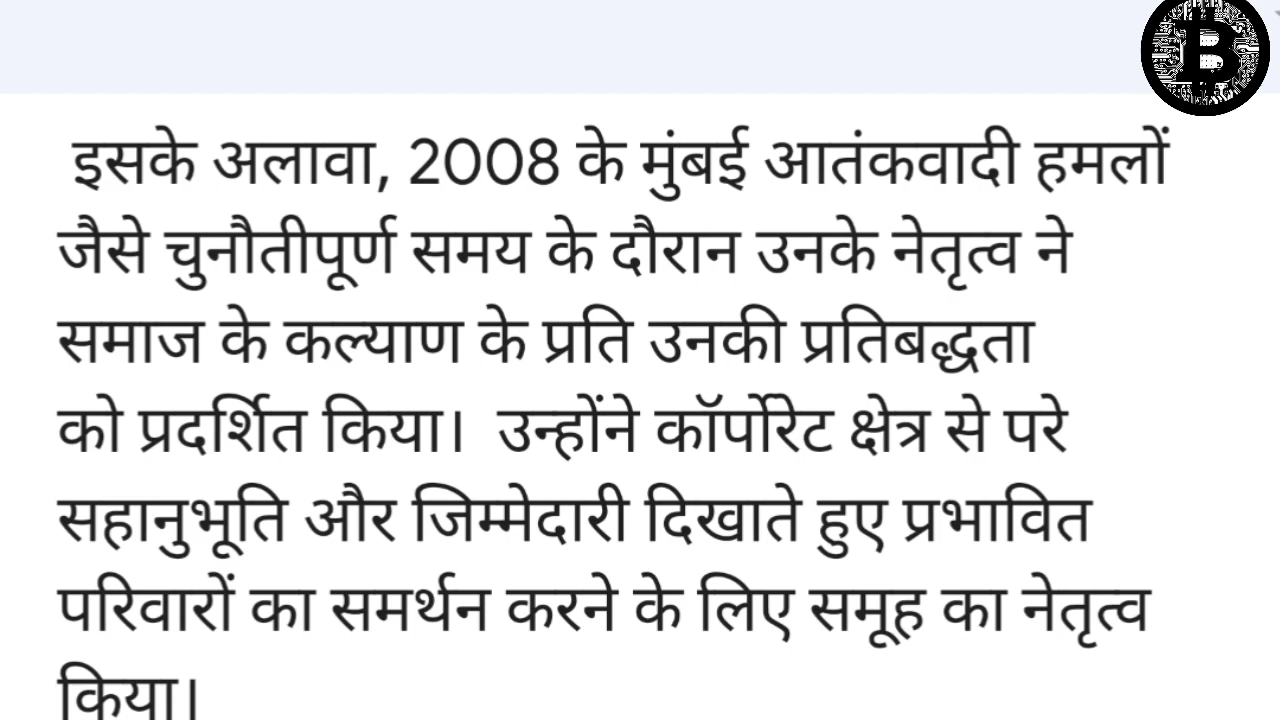 इसके अलावा, 2008 के मुंबई आतंकवादी हमलों
जैसे चुनौतीपूर्ण समय के दौरान उनके नेतृत्व ने
समाज के कल्याण के प्रति उनकी प्रतिबद्धता
को प्रदर्शित किया। उन्होंने कॉर्पोरेट क्षेत्र से परे
सहानुभूति और जिम्मेदारी दिखाते हुए प्रभावित
परिवारों का समर्थन करने के लिए समूह का नेतृत्व
किया।